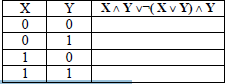 X Y X ∧ Y ∨¬( X ∨ Y) ∧ Y
0 0
0 1
1 0
1 1